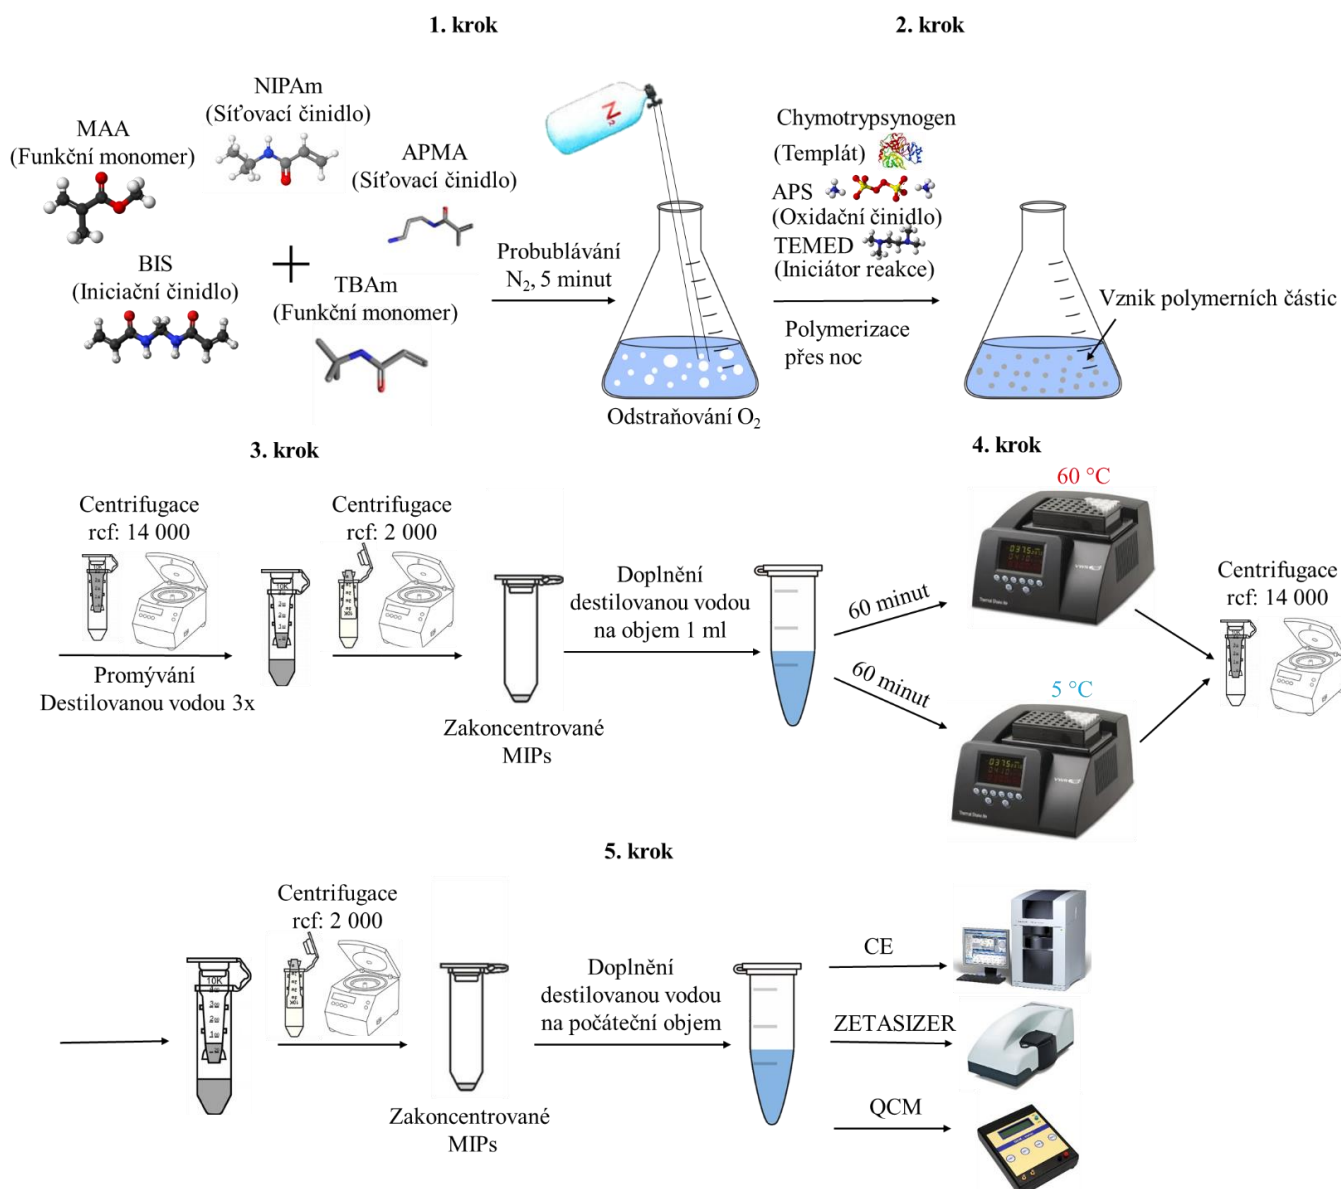 1. krok
MAA
(Funkční monomer)
NIPAm
(Síťovací činidlo)
APMA
(Síťovací činidlo)
BIS
(Iniciační činidlo)
TBAm
(Funkční monomer)
+
Probublávání
N₂, 5 minut
N₂
Odstraňování O₂
2. krok
Chymotrypsynogen
(Templát)
APS
(Oxidační činidlo)
TEMED
(Iniciátor reakce)
Polymerizace
přes noc
Vznik polymerních částic
3. krok
Centrifugace
rcf: 14 000
Promývání
Destilovanou vodou 3x
10K
Centrifugace
rcf: 2 000
Zakoncentrované
MIPs
Doplnění
destilovanou vodou
na objem 1 ml
4. krok
60 minut
60 °C
60 minut
5 °C
Centrifugace
rcf: 14 000
5. krok
10K
Centrifugace
rcf: 2 000
Zakoncentrované
MIPs
Doplnění
destilovanou vodou
na počáteční objem
CE
ZETASIZER
QCM